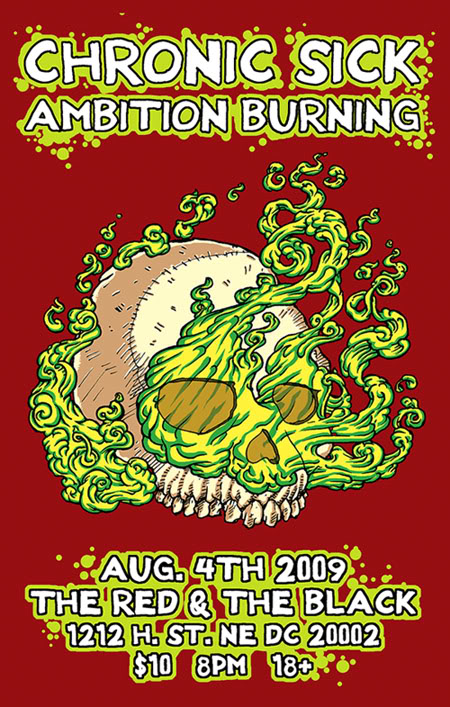 CHRONIC SICK
AMBITION BURNING
AUG. 4TH 2009
THE RED & THE BLACK
1212 H. ST. NE DC 20002
$10 8PM 18+